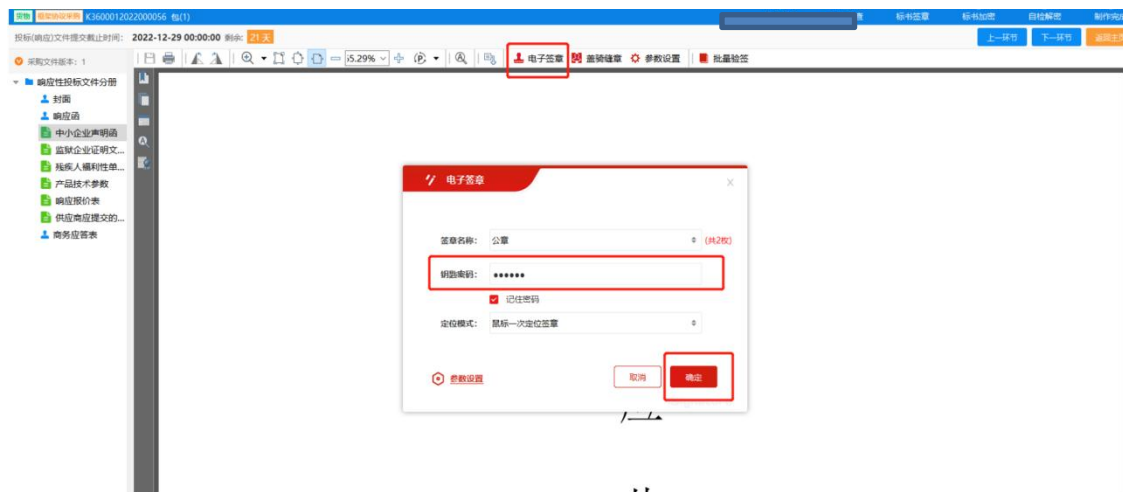 货物 框架协议采购 K3600012022000056 包(1)
标书签章 标书加密 自检解密 制作完成
投标(响应)文件提交截止时间: 2022-12-29 00:00:00 剩余: 21天
上一环节 下一环节 返回主页
采购文件版本: 1
i5.29% 电子签章 盖骑缝章 参数设置 批量验签
响应性投标文件分册
封面
响应函
中小企业声明函
监狱企业证明文...
残疾人福利性单...
产品技术参数
响应报价表
供应商应提交的...
商务应答表
电子签章
签章名称: 公章 (共2枚)
钥匙密码: ••••••
记住密码
定位模式: 鼠标一次定位签章
参数设置 取消 确定